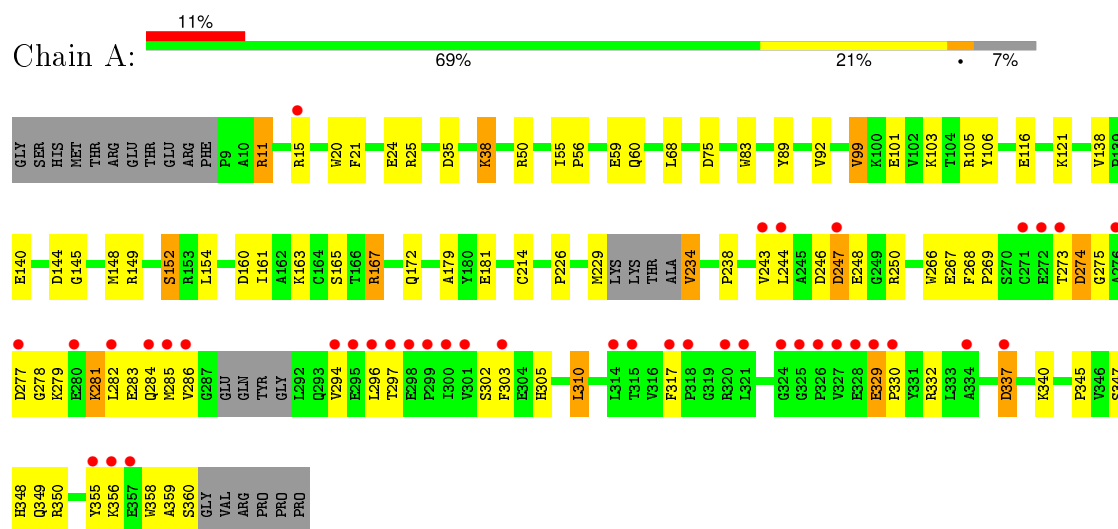 11%
Chain A:
69% 21% • 7%
GLY SER HIS MET THR ARG GLU THR GLU ARG PHE P9 A10 R11 R15 W20 F21 E24 R25 D35 K38 R50 I55 P56 E59 Q60 L68 D75 W83 Y89 V92 V99 K100 E101 V102 K103 T104 R105 Y106 E116 K121 V138
E140 D144 G145 M148 R149 S152 R153 L154 D160 I161 A162 K163 C164 S165 T166 R167 Q172 A179 Y180 E181 C214 P226 M229 LYS LYS THR ALA V234 P238 V243 L244 A245 D246 D247 E248 G249 R250 W266 E267 F268 P269 S270 C271 E272 T273 D274 G275
D277 G278 K279 E280 K281 L282 E283 Q284 M285 V286 G287 GLU GLN TYR GLY L292 Q293 V294 E295 L296 T297 E298 P299 I300 V301 S302 F303 E304 H305 L310 L314 T315 V316 F317 P318 G319 R320 L321 G324 G325 P326 V327 E328 E329 P330 Y331 R332 L333 A334 D337 K340 P345 V346 S347
H348 Q349 R350 Y355 K356 E357 W358 A359 S360 GLY VAL ARG PRO PRO PRO